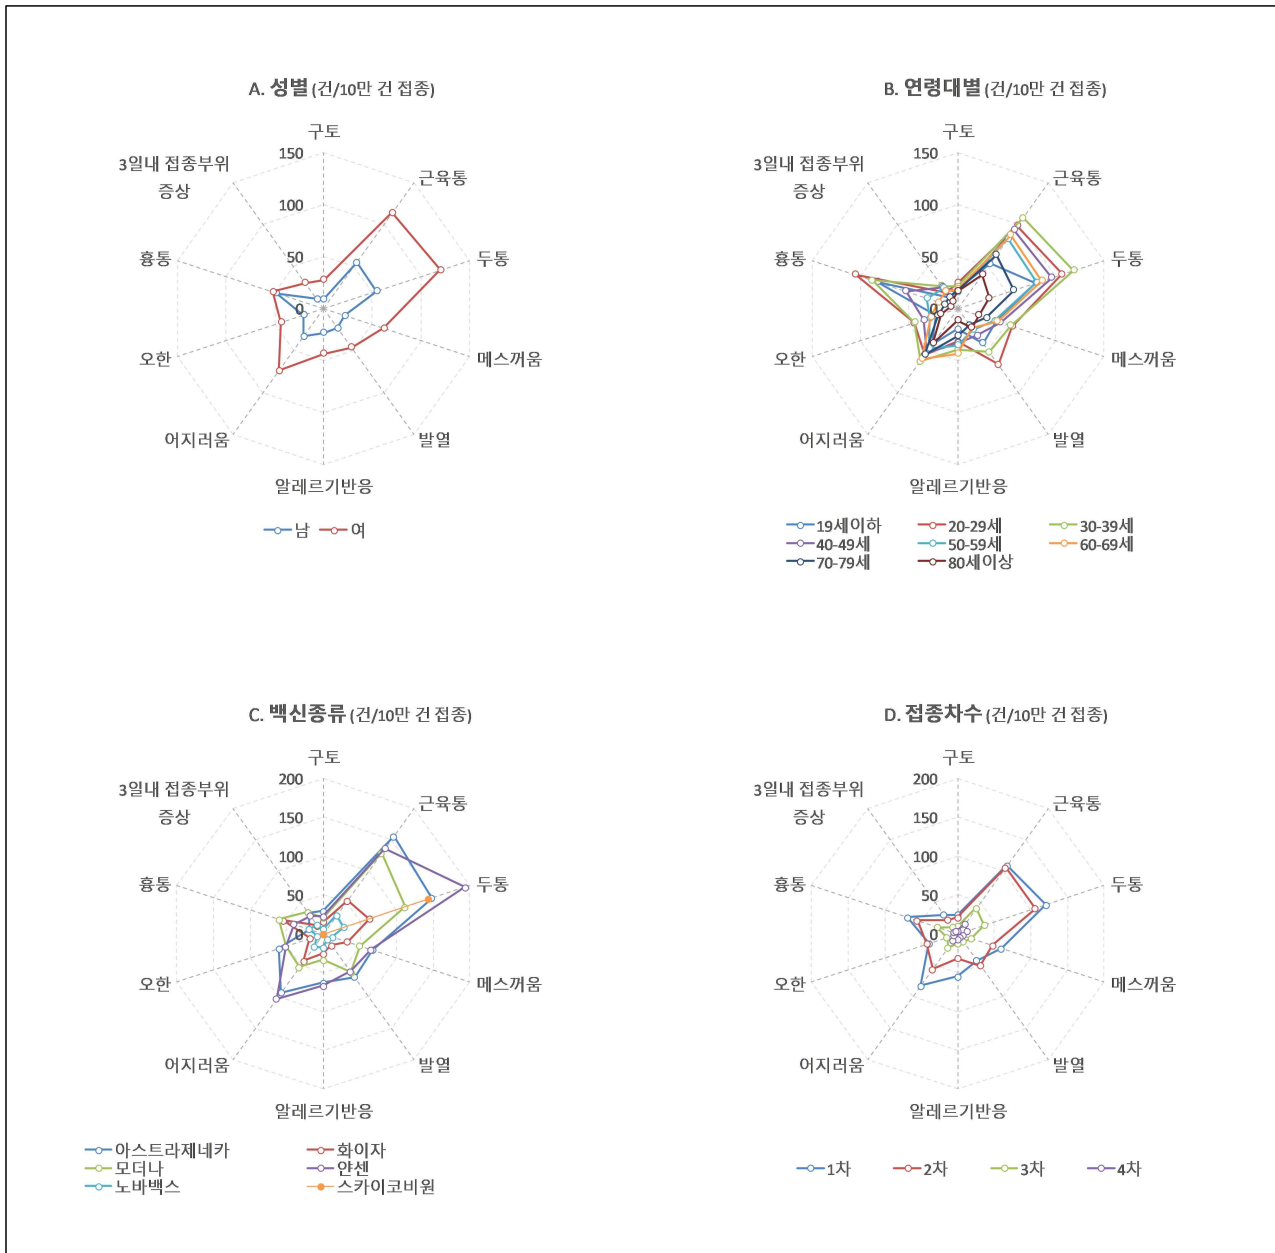 A. 성별 (건/10만 건 접종)
구토
150
3일내 접종부위
증상
근육통
100
흉통
50
두통
0
오한
메스꺼움
어지러움
발열
알레르기반응
남 여
B. 연령대별 (건/10만 건 접종)
구토
150
3일내 접종부위
증상
근육통
100
흉통
50
두통
0
오한
메스꺼움
어지러움
발열
알레르기반응
19세이하 20-29세 30-39세
40-49세 50-59세 60-69세
70-79세 80세이상
C. 백신종류 (건/10만 건 접종)
구토
200
3일내 접종부위
증상
근육통
150
100
흉통
50
두통
0
오한
메스꺼움
어지러움
발열
알레르기반응
아스트라제네카 화이자
모더나 얀센
노바백스 스카이코비원
D. 접종차수 (건/10만 건 접종)
구토
200
3일내 접종부위
증상
근육통
150
100
흉통
50
두통
0
오한
메스꺼움
어지러움
발열
알레르기반응
1차 2차 3차 4차